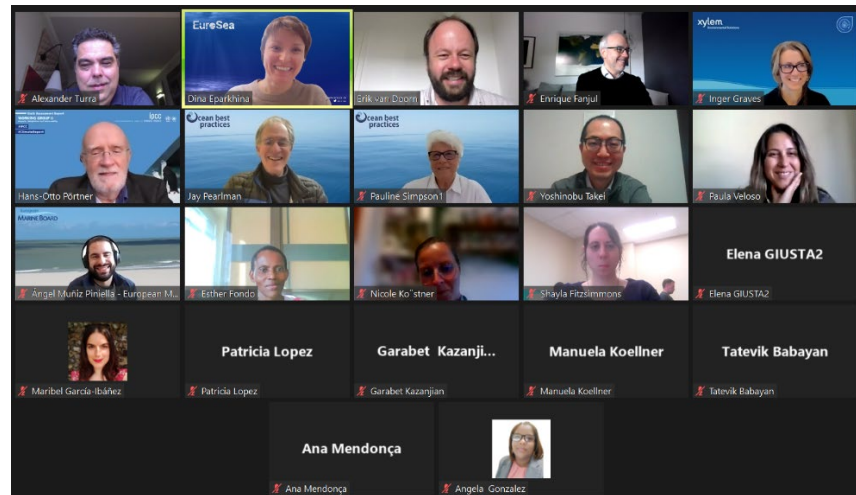 Alexander Turra
EuroSea
Dina Eparkhina
Erik van Doorn
Enrique Fanjul
xylem
Inger Graves
ipcc
Hans-Otto Pörtner
Ocean best
practices
Jay Pearlman
Ocean best
practices
Pauline Simpson1
Yoshinobu Takei
Paula Veloso
MARINE BOARD
Ángel Muñiz Piniella - European M...
Esther Fondo
Nicole Ko¨stner
Shayla Fitzsimmons
Elena GIUSTA2
Elena GIUSTA2
Maribel García-Ibáñez
Patricia Lopez
Patricia Lopez
Garabet Kazanji...
Garabet Kazanjian
Manuela Koellner
Manuela Koellner
Tatevik Babayan
Tatevik Babayan
Ana Mendonça
Ana Mendonça
Angela Gonzalez